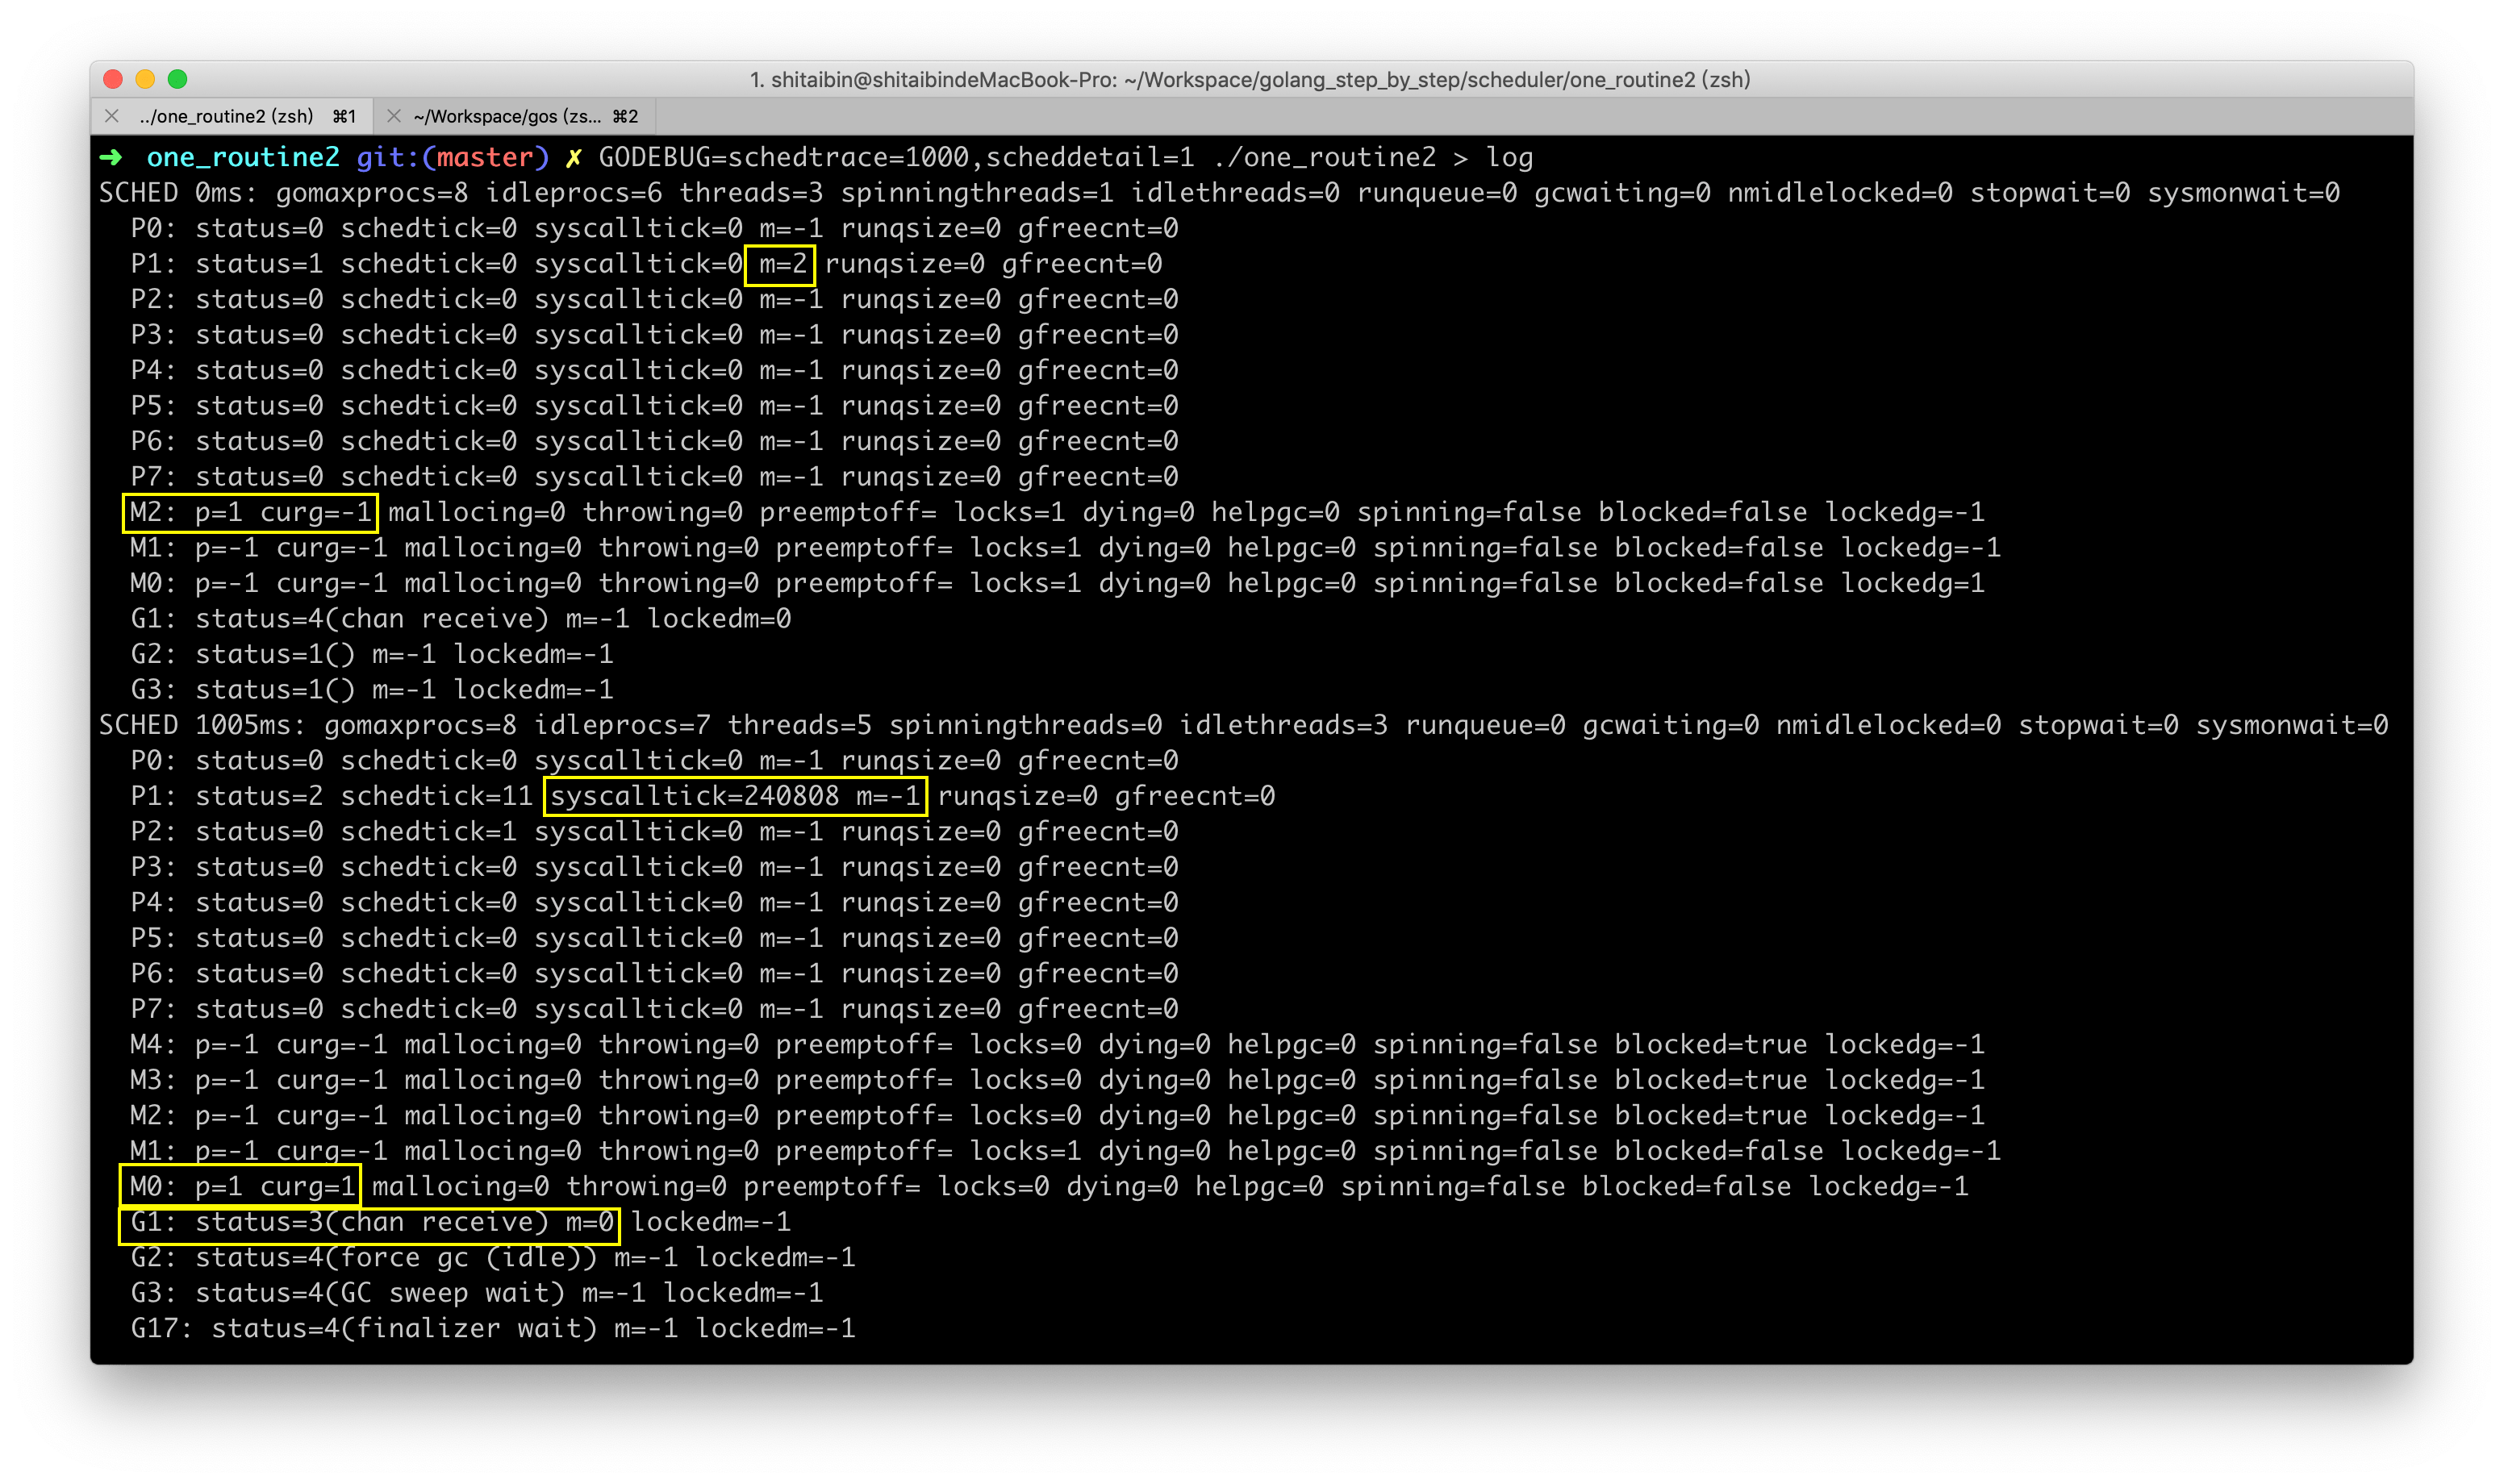 1. shitaibin@shitaibindeMacBook-Pro: ~/Workspace/golang_step_by_step/scheduler/one_routine2 (zsh)
../one_routine2 (zsh) ⌘1 ~/Workspace/gos (zs... ⌘2
➜ one_routine2 git:(master) ✗ GODEBUG=schedtrace=1000,scheddetail=1 ./one_routine2 > log
SCHED 0ms: gomaxprocs=8 idleprocs=6 threads=3 spinningthreads=1 idlethreads=0 runqueue=0 gcwaiting=0 nmidlelocked=0 stopwait=0 sysmonwait=0
P0: status=0 schedtick=0 syscalltick=0 m=-1 runqsize=0 gfreecnt=0
P1: status=1 schedtick=0 syscalltick=0 m=2 runqsize=0 gfreecnt=0
P2: status=0 schedtick=0 syscalltick=0 m=-1 runqsize=0 gfreecnt=0
P3: status=0 schedtick=0 syscalltick=0 m=-1 runqsize=0 gfreecnt=0
P4: status=0 schedtick=0 syscalltick=0 m=-1 runqsize=0 gfreecnt=0
P5: status=0 schedtick=0 syscalltick=0 m=-1 runqsize=0 gfreecnt=0
P6: status=0 schedtick=0 syscalltick=0 m=-1 runqsize=0 gfreecnt=0
P7: status=0 schedtick=0 syscalltick=0 m=-1 runqsize=0 gfreecnt=0
M2: p=1 curg=-1 mallocing=0 throwing=0 preemptoff= locks=1 dying=0 helpgc=0 spinning=false blocked=false lockedg=-1
M1: p=-1 curg=-1 mallocing=0 throwing=0 preemptoff= locks=1 dying=0 helpgc=0 spinning=false blocked=false lockedg=-1
M0: p=-1 curg=-1 mallocing=0 throwing=0 preemptoff= locks=1 dying=0 helpgc=0 spinning=false blocked=false lockedg=1
G1: status=4(chan receive) m=-1 lockedm=0
G2: status=1() m=-1 lockedm=-1
G3: status=1() m=-1 lockedm=-1
SCHED 1005ms: gomaxprocs=8 idleprocs=7 threads=5 spinningthreads=0 idlethreads=3 runqueue=0 gcwaiting=0 nmidlelocked=0 stopwait=0 sysmonwait=0
P0: status=0 schedtick=0 syscalltick=0 m=-1 runqsize=0 gfreecnt=0
P1: status=2 schedtick=11 syscalltick=240808 m=-1 runqsize=0 gfreecnt=0
P2: status=0 schedtick=1 syscalltick=0 m=-1 runqsize=0 gfreecnt=0
P3: status=0 schedtick=0 syscalltick=0 m=-1 runqsize=0 gfreecnt=0
P4: status=0 schedtick=0 syscalltick=0 m=-1 runqsize=0 gfreecnt=0
P5: status=0 schedtick=0 syscalltick=0 m=-1 runqsize=0 gfreecnt=0
P6: status=0 schedtick=0 syscalltick=0 m=-1 runqsize=0 gfreecnt=0
P7: status=0 schedtick=0 syscalltick=0 m=-1 runqsize=0 gfreecnt=0
M4: p=-1 curg=-1 mallocing=0 throwing=0 preemptoff= locks=0 dying=0 helpgc=0 spinning=false blocked=true lockedg=-1
M3: p=-1 curg=-1 mallocing=0 throwing=0 preemptoff= locks=0 dying=0 helpgc=0 spinning=false blocked=true lockedg=-1
M2: p=-1 curg=-1 mallocing=0 throwing=0 preemptoff= locks=0 dying=0 helpgc=0 spinning=false blocked=true lockedg=-1
M1: p=-1 curg=-1 mallocing=0 throwing=0 preemptoff= locks=1 dying=0 helpgc=0 spinning=false blocked=false lockedg=-1
M0: p=1 curg=1 mallocing=0 throwing=0 preemptoff= locks=0 dying=0 helpgc=0 spinning=false blocked=false lockedg=-1
G1: status=3(chan receive) m=0 lockedm=-1
G2: status=4(force gc (idle)) m=-1 lockedm=-1
G3: status=4(GC sweep wait) m=-1 lockedm=-1
G17: status=4(finalizer wait) m=-1 lockedm=-1